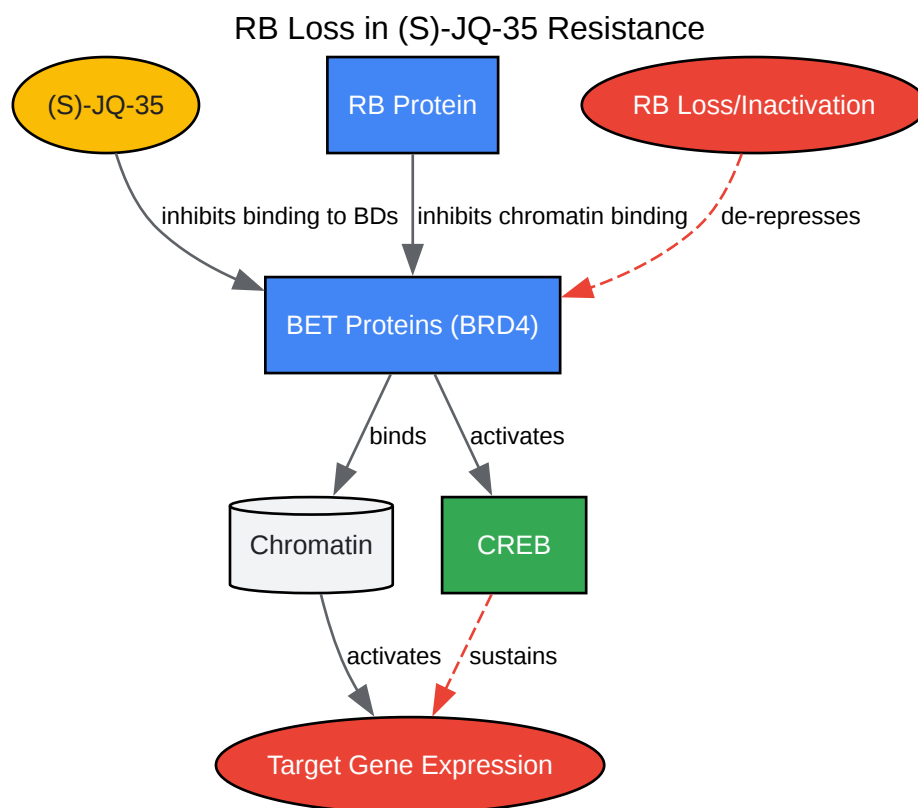 RB Loss in (S)-JQ-35 Resistance
(S)-JQ-35
RB Protein
RB Loss/Inactivation
inhibits binding to BDs
inhibits chromatin binding
de-represses
BET Proteins (BRD4)
binds
activates
Chromatin
CREB
activates
sustains
Target Gene Expression